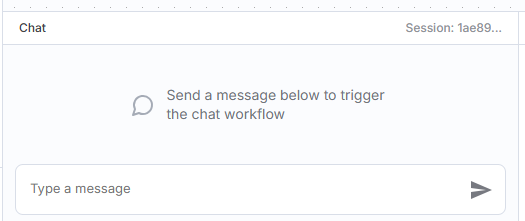 Chat
Session: 1ae89...
Send a message below to trigger
the chat workflow
Type a message